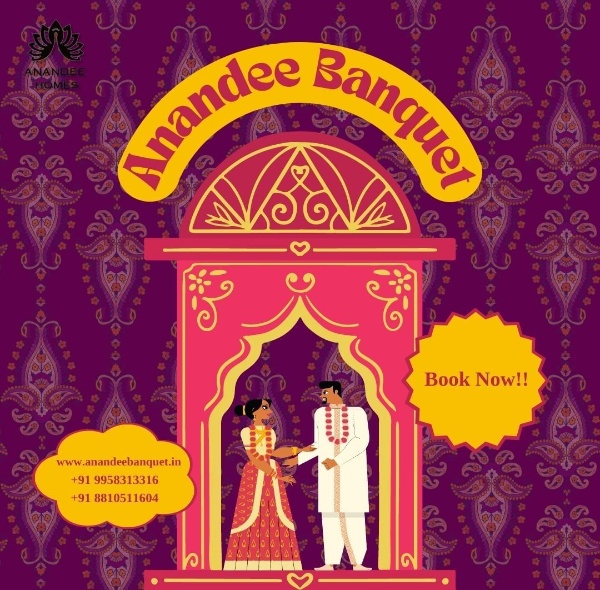 ANANDEE
HOMES
Anandee Banquet
Book Now!!
www.anandeebanquet.in
+91 9958313316
+91 8810511604